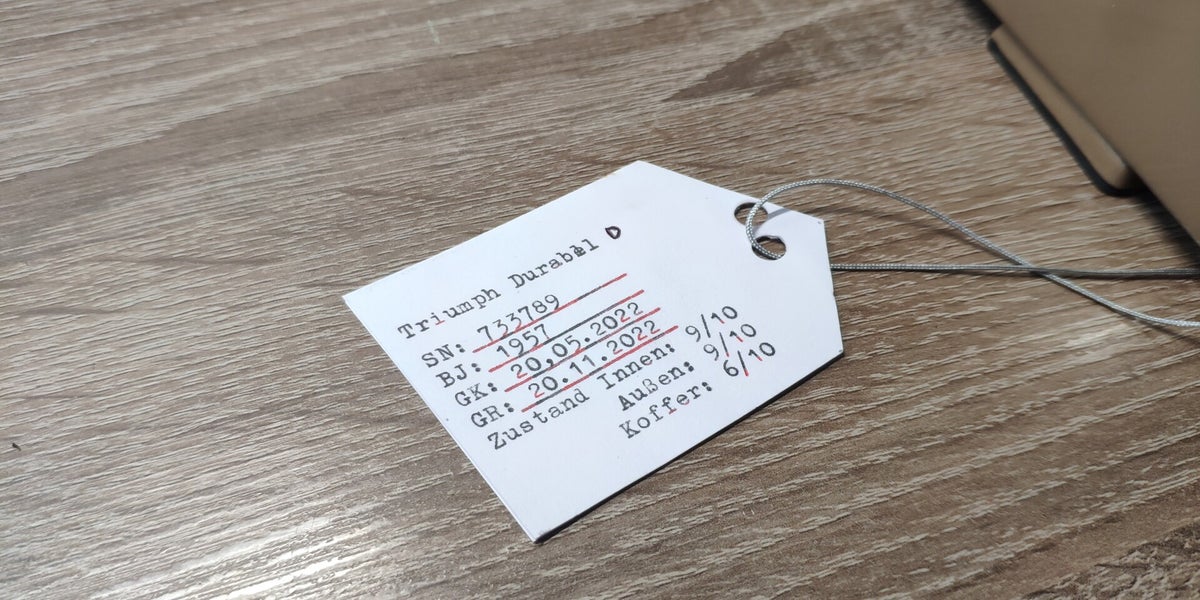 Triumph Durabel D
SN: 733789
BJ: 1957
GK: 20,05.2022
GR: 20.11.2022
Zustand Innen: 9/10
Außen: 9/10
Koffer: 6/10